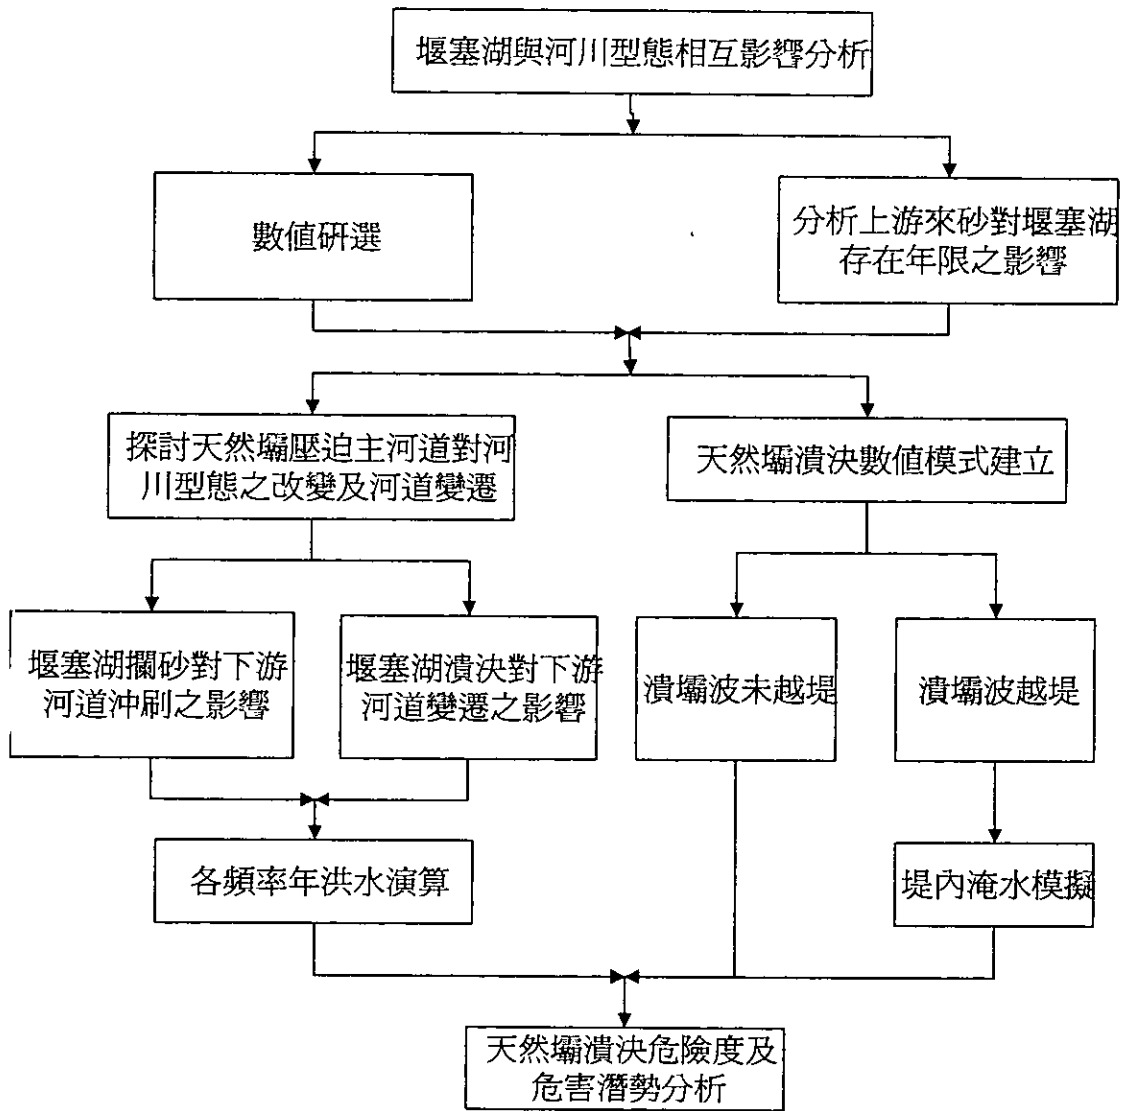 堰塞湖與河川型態相互影響分析
數值研選
分析上游來砂對堰塞湖
存在年限之影響
探討天然壩壓迫主河道對河
川型態之改變及河道變遷
天然壩潰決數值模式建立
堰塞湖攔砂對下游
河道沖刷之影響
堰塞湖潰決對下游
河道變遷之影響
潰壩波未越堤
潰壩波越堤
各頻率年洪水演算
堤內淹水模擬
天然壩潰決危險度及
危害潛勢分析